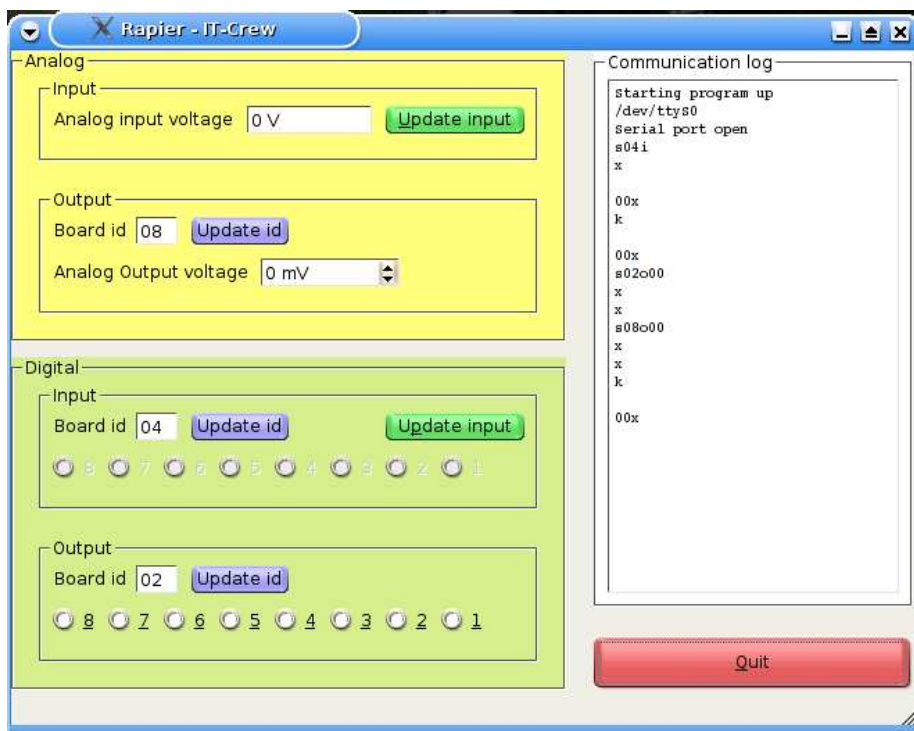 Rapier - IT-Crew
Analog
Input
Analog input voltage 0 V Update input
Output
Board id 08 Update id
Analog Output voltage 0 mV
Digital
Input
Board id 04 Update id Update input
8 7 6 5 4 3 2 1
Output
Board id 02 Update id
8 7 6 5 4 3 2 1
Communication log
Starting program up
/dev/ttyS0
Serial port open
s04i
x
00x
k
00x
s02o00
x
x
s08o00
x
x
k
00x
Quit